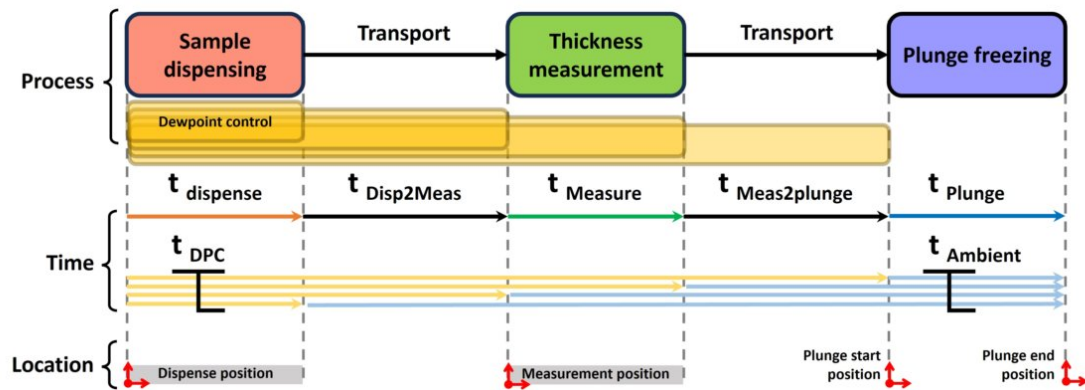 Process
Sample
dispensing
Transport
Thickness
measurement
Transport
Plunge freezing
Dewpoint control
t dispense
t Disp2Meas
t Measure
t Meas2plunge
t Plunge
Time
t DPC
t Ambient
Location
Dispense position
Measurement position
Plunge start
position
Plunge end
position